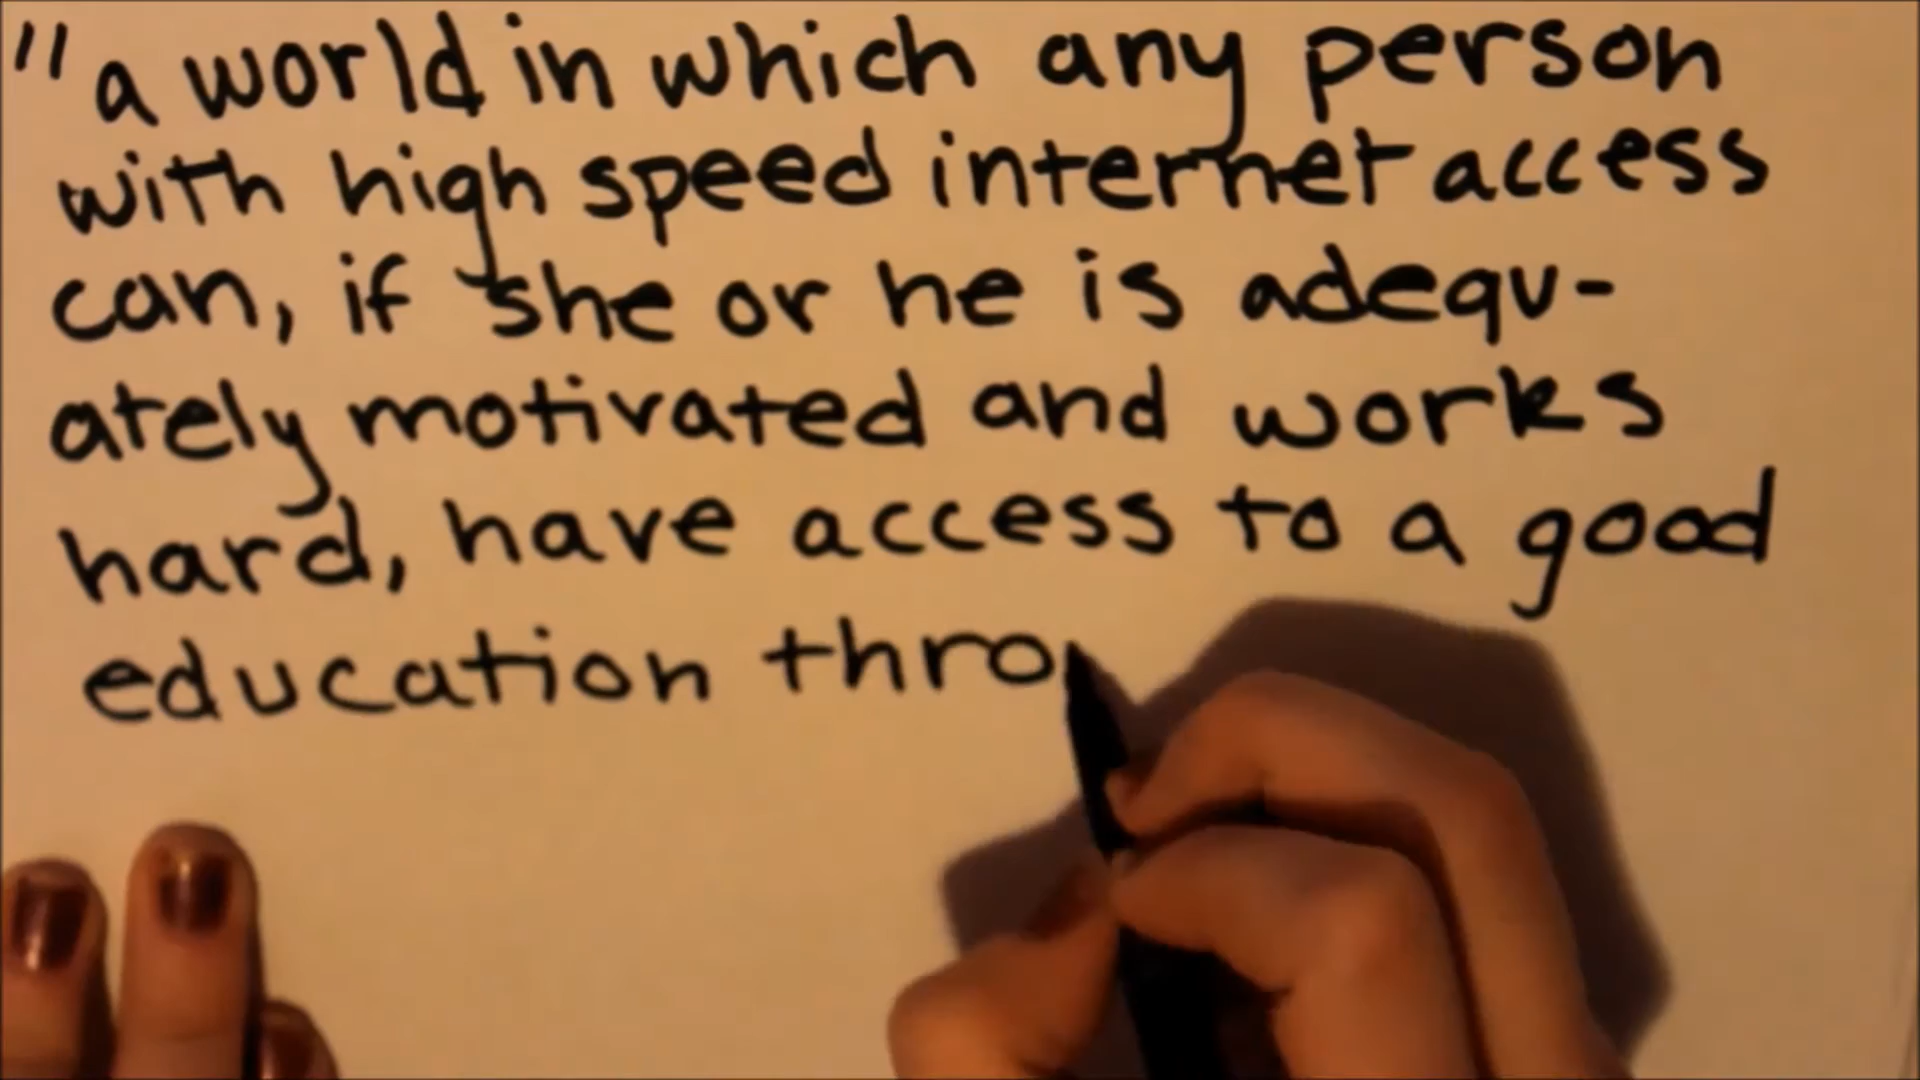 "a world in which any person
with high speed internet access
can, if she or he is adequ-
ately motivated and works
hard, have access to a good
education thro